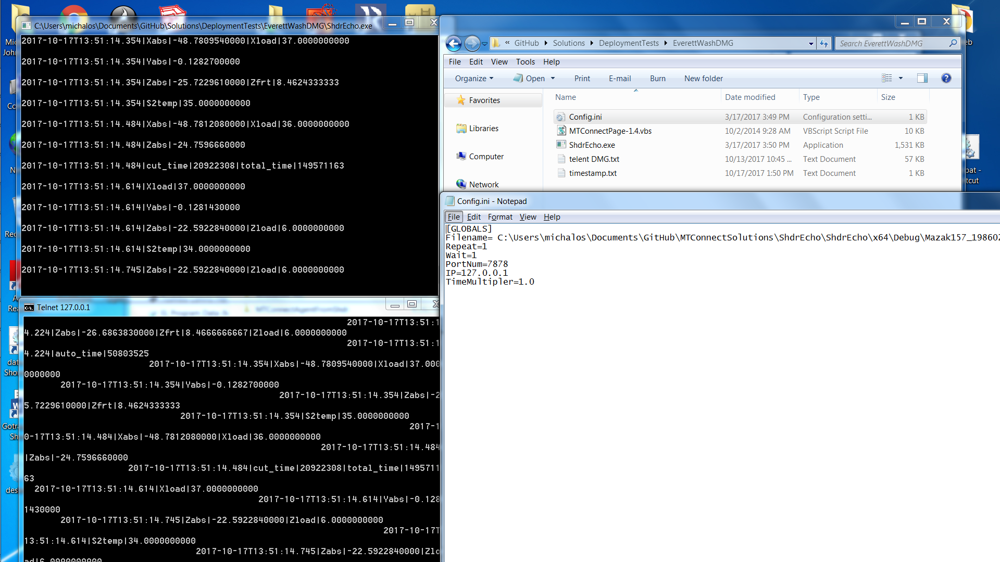 C:\Users\michalos\Documents\GitHub\Solutions\DeploymentTests\EverettWashDMG\ShdrEcho.exe
2017-10-17T13:51:14.354|Xabs|-48.7809540000|Xload|37.0000000000
2017-10-17T13:51:14.354|Yabs|-0.1282700000
2017-10-17T13:51:14.354|Zabs|-25.7229610000|Zfrt|8.4624333333
2017-10-17T13:51:14.354|S2temp|35.0000000000
2017-10-17T13:51:14.484|Xabs|-48.7812080000|Xload|36.0000000000
2017-10-17T13:51:14.484|Zabs|-24.7596660000
2017-10-17T13:51:14.484|cut_time|20922308|total_time|149571163
2017-10-17T13:51:14.614|Xload|37.0000000000
2017-10-17T13:51:14.614|Yabs|-0.1281430000
2017-10-17T13:51:14.614|Zabs|-22.5922840000|Zload|6.0000000000
2017-10-17T13:51:14.614|S2temp|34.0000000000
2017-10-17T13:51:14.745|Zabs|-22.5922840000|Zload|6.0000000000
Telnet 127.0.0.1
2017-10-17T13:51:1
4.224|Zabs|-26.6863830000|Zfrt|8.4666666667|Zload|6.0000000000
2017-10-17T13:51:1
4.224|auto_time|50803525
2017-10-17T13:51:14.354|Xabs|-48.7809540000|Xload|37.000
0000000
2017-10-17T13:51:14.354|Yabs|-0.1282700000
2017-10-17T13:51:14.354|Zabs|-2
5.7229610000|Zfrt|8.4624333333
2017-10-17T13:51:14.354|S2temp|35.0000000000
2017-1
0-17T13:51:14.484|Xabs|-48.7812080000|Xload|36.0000000000
2017-10-17T13:51:14.484
|Zabs|-24.7596660000
2017-10-17T13:51:14.484|cut_time|20922308|total_time|1495711
63
2017-10-17T13:51:14.614|Xload|37.0000000000
2017-10-17T13:51:14.614|Yabs|-0.128
1430000
2017-10-17T13:51:14.745|Zabs|-22.5922840000|Zload|6.0000000000
2017-10-17T
13:51:14.614|S2temp|34.0000000000
2017-10-17T13:51:14.745|Zabs|-22.5922840000|Zlo
ad|6.0000000000
« GitHub Solutions DeploymentTests EverettWashDMG
Search EverettWashDMG
File Edit View Tools Help
Organize Open Print E-mail Burn New folder
Favorites
Libraries
Computer
Network
Name Date modified Type Size
Config.ini 3/17/2017 3:49 PM Configuration setti... 1 KB
MTConnectPage-1.4.vbs 10/2/2014 9:28 AM VBScript Script File 10 KB
ShdrEcho.exe 3/17/2017 3:50 PM Application 1,531 KB
telent DMG.txt 10/13/2017 10:45 ... Text Document 57 KB
timestamp.txt 10/17/2017 1:50 PM Text Document 1 KB
Config.ini - Notepad
File Edit Format View Help
[GLOBALS]
Filename= C:\Users\michalos\Documents\GitHub\MTConnectSolutions\ShdrEcho\ShdrEcho\x64\Debug\Mazak157_198602
Repeat=1
Wait=1
PortNum=7878
IP=127.0.0.1
TimeMultipler=1.0